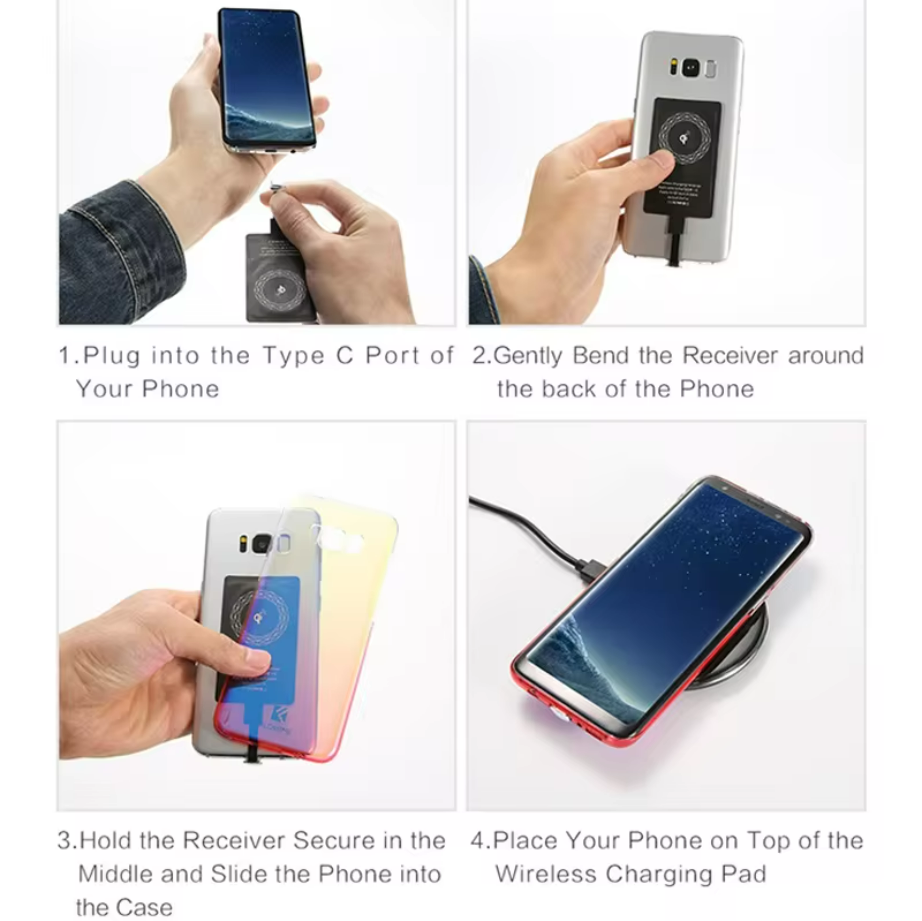 1.Plug into the Type C Port of
Your Phone
2.Gently Bend the Receiver around
the back of the Phone
3.Hold the Receiver Secure in the
Middle and Slide the Phone into
the Case
4.Place Your Phone on Top of the
Wireless Charging Pad